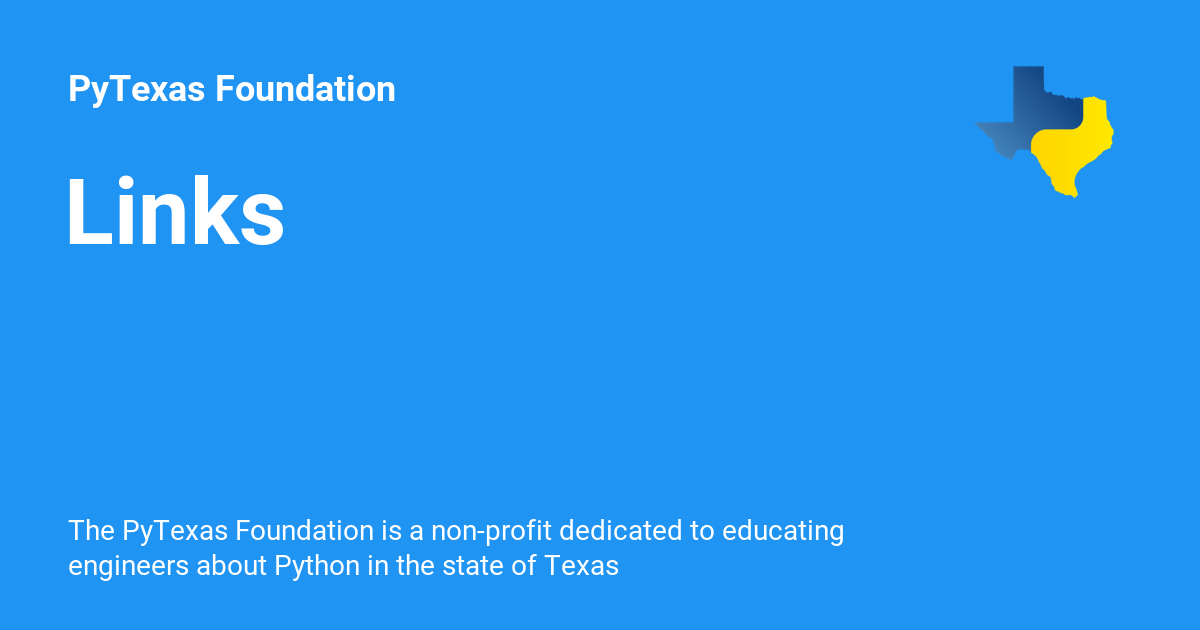 PyTexas Foundation
Links
The PyTexas Foundation is a non-profit dedicated to educating
engineers about Python in the state of Texas